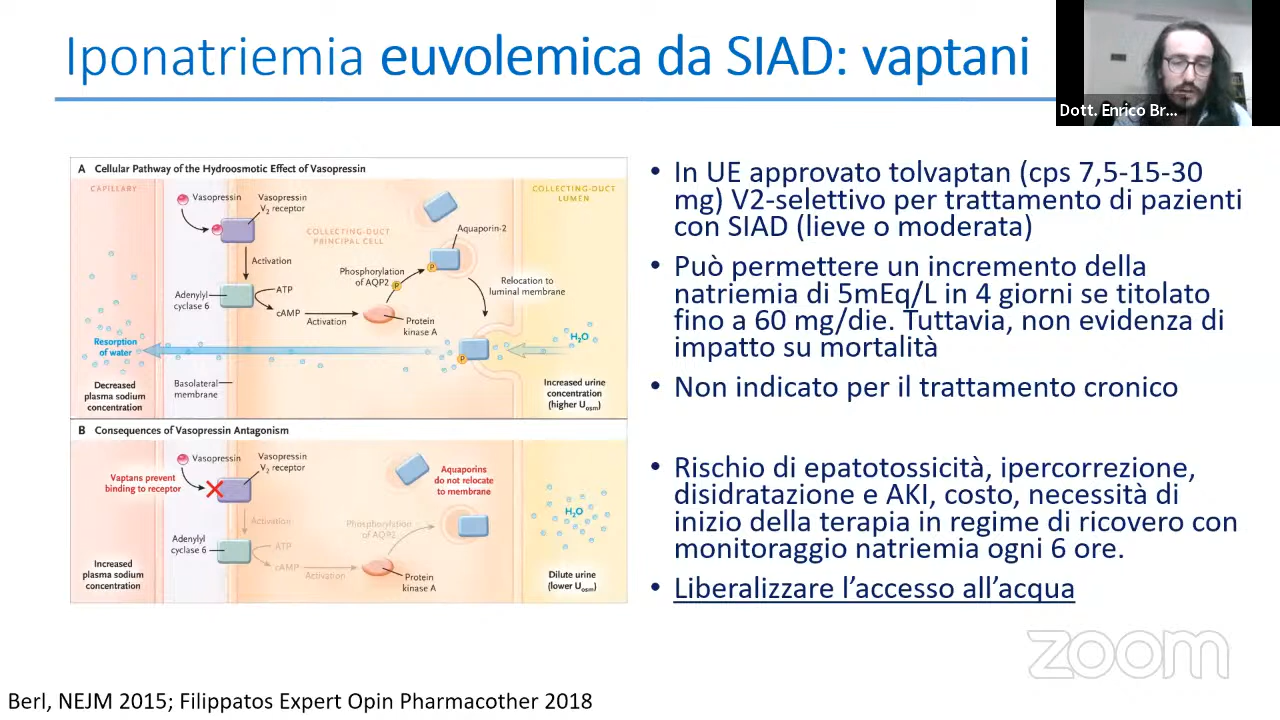 Iponatriemia euvolemica da SIAD: vaptani
Dott. Enrico Br...
A Cellular Pathway of the Hydroosmotic Effect of Vasopressin
CAPILLARY
Vasopressin
Vasopressin
V2 receptor
COLLECTING-DUCT
PRINCIPAL CELL
COLLECTING-DUCT
LUMEN
Aquaporin-2
Activation
Phosphorylation
of AQP2
P
P
Relocation to
luminal membrane
Adenylyl
cyclase 6
ATP
cAMP
Activation
Protein
kinase A
H2O
Resorption
of water
P
Decreased
plasma sodium
concentration
Basolateral
membrane
Increased urine
concentration
(higher Uosm)
B Consequences of Vasopressin Antagonism
Vasopressin
Vasopressin
V2 receptor
Vaptans prevent
binding to receptor
Aquaporins
do not relocate
to membrane
Activation
Phosphorylation
of AQP2
H2O
Adenylyl
cyclase 6
ATP
cAMP
Activation
Protein
kinase A
Increased
plasma sodium
concentration
Dilute urine
(lower Uosm)
• In UE approvato tolvaptan (cps 7,5-15-30
mg) V2-selettivo per trattamento di pazienti
con SIAD (lieve o moderata)
• Può permettere un incremento della
natriemia di 5mEq/L in 4 giorni se titolato
fino a 60 mg/die. Tuttavia, non evidenza di
impatto su mortalità
• Non indicato per il trattamento cronico
• Rischio di epatotossicità, ipercorrezione,
disidratazione e AKI, costo, necessità di
inizio della terapia in regime di ricovero con
monitoraggio natriemia ogni 6 ore.
• Liberalizzare l'accesso all'acqua
zoom
Berl, NEJM 2015; Filippatos Expert Opin Pharmacother 2018